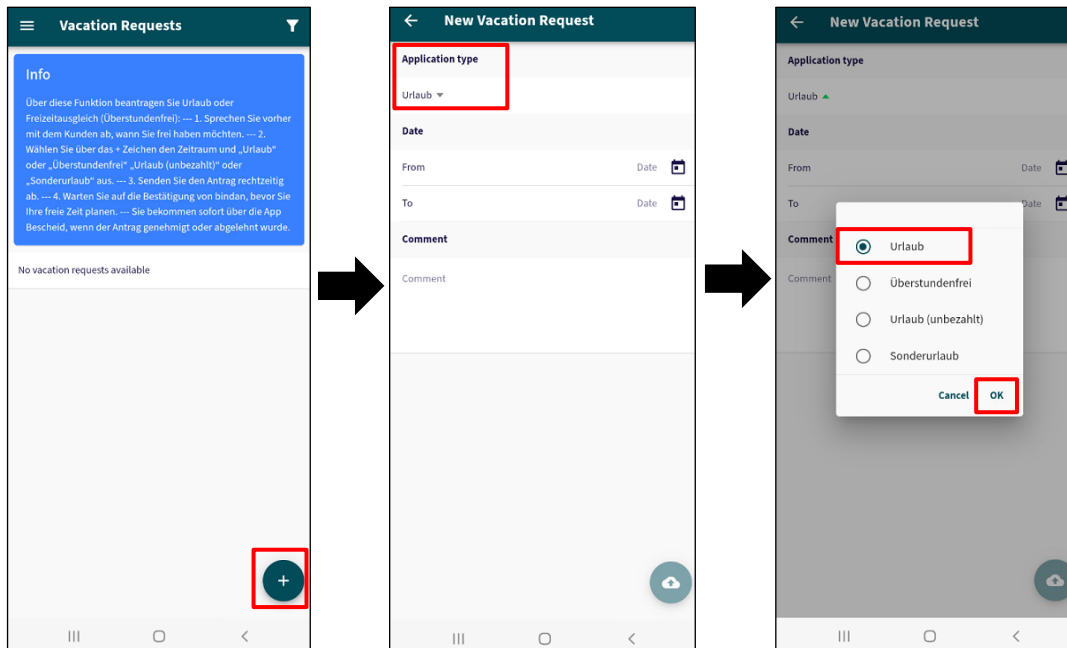 Vacation Requests
Info
Über diese Funktion beantragen Sie Urlaub oder
Freizeitausgleich (Überstundenfrei): --- 1. Sprechen Sie vorher
mit dem Kunden ab, wann Sie frei haben möchten. --- 2.
Wählen Sie über das + Zeichen den Zeitraum und „Urlaub"
oder „Überstundenfrei" „Urlaub (unbezahlt)" oder
„Sonderurlaub" aus. --- 3. Senden Sie den Antrag rechtzeitig
ab. --- 4. Warten Sie auf die Bestätigung von bindan, bevor Sie
Ihre freie Zeit planen. --- Sie bekommen sofort über die App
Bescheid, wenn der Antrag genehmigt oder abgelehnt wurde.
No vacation requests available
+
New Vacation Request
Application type
Urlaub
Date
From Date
To Date
Comment
Comment
New Vacation Request
Application type
Urlaub
Date
From Date
To Date
Comment
Comment
Urlaub
Überstundenfrei
Urlaub (unbezahlt)
Sonderurlaub
Cancel OK